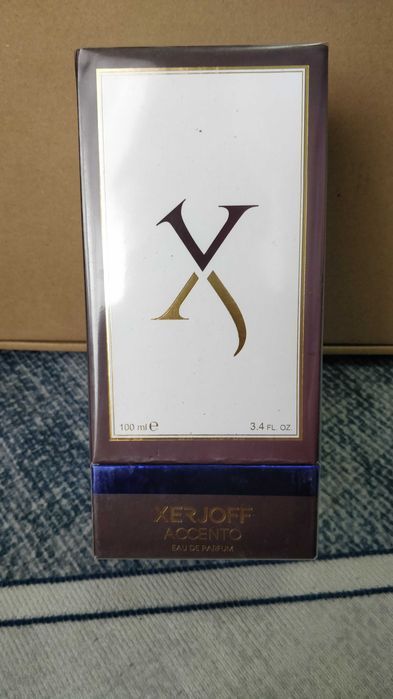 X
100 ml e 3.4 FL. OZ.
XERJOFF
ACCENTO
EAU DE PARFUM